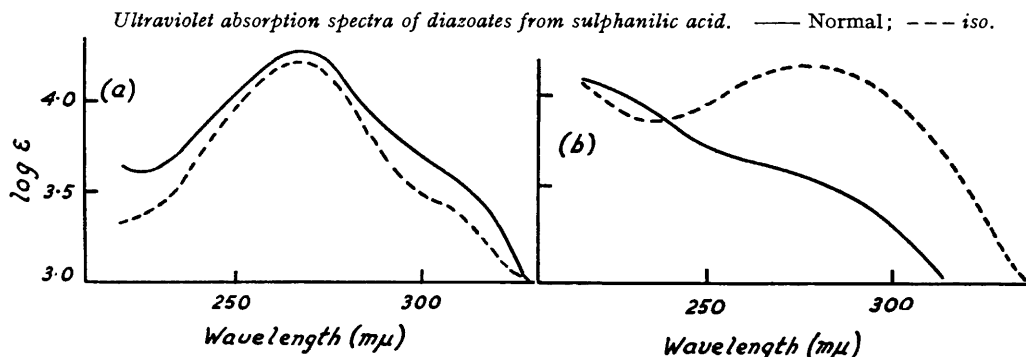 Ultraviolet absorption spectra of diazoates from sulphanilic acid. —— Normal; --- iso.
(a)
(b)
log ε
4.0
3.5
3.0
250
300
250
300
Wavelength (mμ)
Wavelength (mμ)